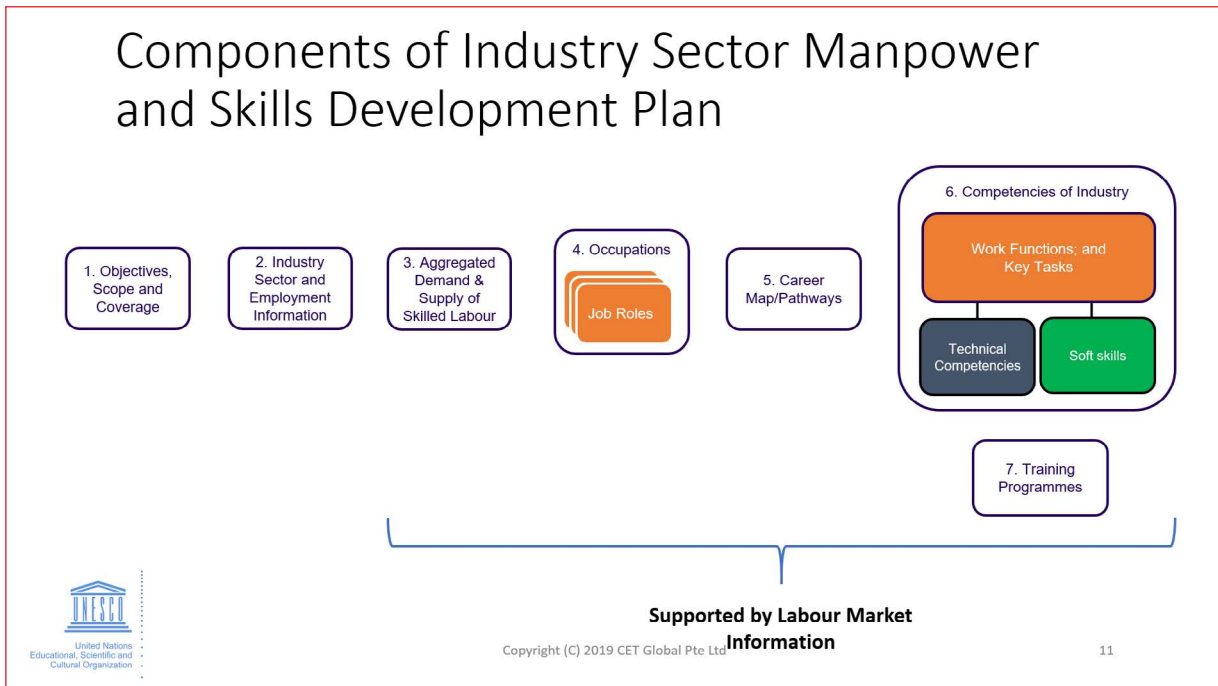 Components of Industry Sector Manpower
and Skills Development Plan
1. Objectives,
Scope and
Coverage
2. Industry
Sector and
Employment
Information
3. Aggregated
Demand &
Supply of
Skilled Labour
4. Occupations
Job Roles
5. Career
Map/Pathways
6. Competencies of Industry
Work Functions; and
Key Tasks
Technical
Competencies
Soft skills
7. Training
Programmes
Supported by Labour Market
Information
UNESCO
United Nations
Educational, Scientific and
Cultural Organization
Copyright (C) 2019 CET Global Pte Ltd
11